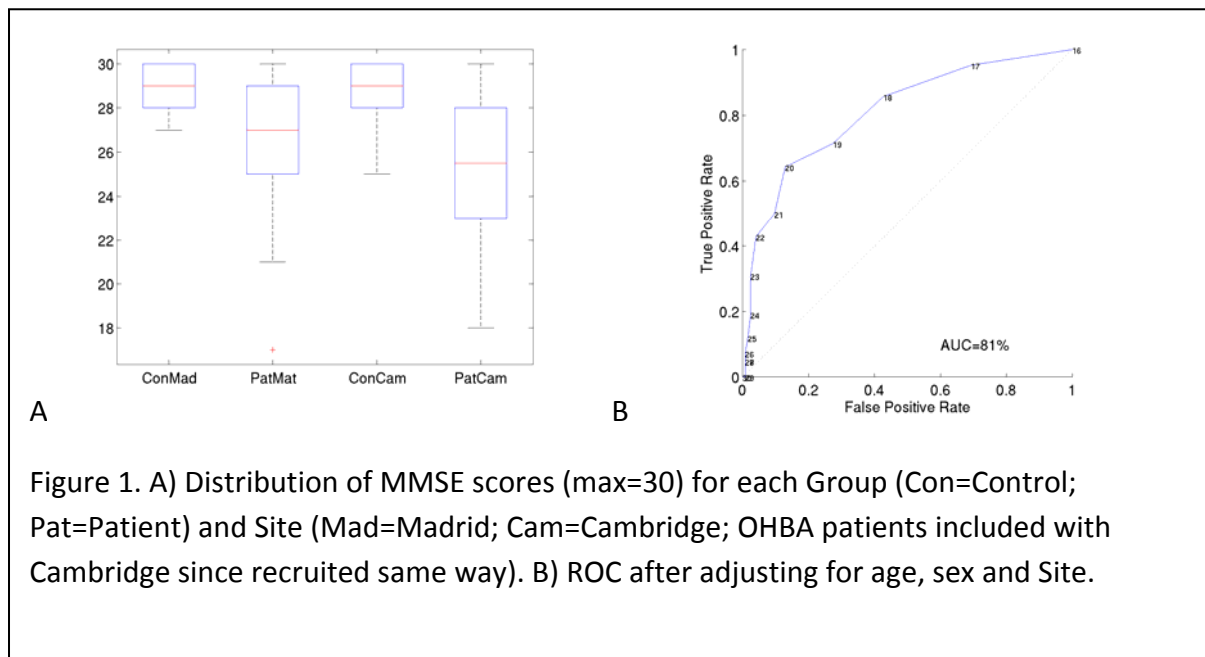 30
28
26
24
22
20
18
ConMad PatMat ConCam PatCam
A
1
0.8
0.6
0.4
0.2
0
True Positive Rate
16
17
18
19
20
21
22
23
24
25
26
AUC=81%
0 0.2 0.4 0.6 0.8 1
False Positive Rate
B
Figure 1. A) Distribution of MMSE scores (max=30) for each Group (Con=Control;
Pat=Patient) and Site (Mad=Madrid; Cam=Cambridge; OHBA patients included with
Cambridge since recruited same way). B) ROC after adjusting for age, sex and Site.